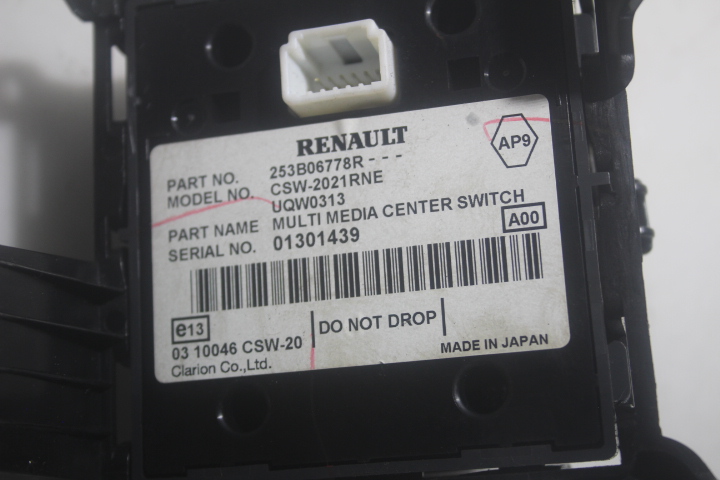 RENAULT
AP9
PART NO. 253B06778R - - -
MODEL NO. CSW-2021RNE
UQW0313
PART NAME MULTI MEDIA CENTER SWITCH
SERIAL NO. 01301439
A00
e13
03 10046 CSW-20
DO NOT DROP
Clarion Co.,Ltd.
MADE IN JAPAN